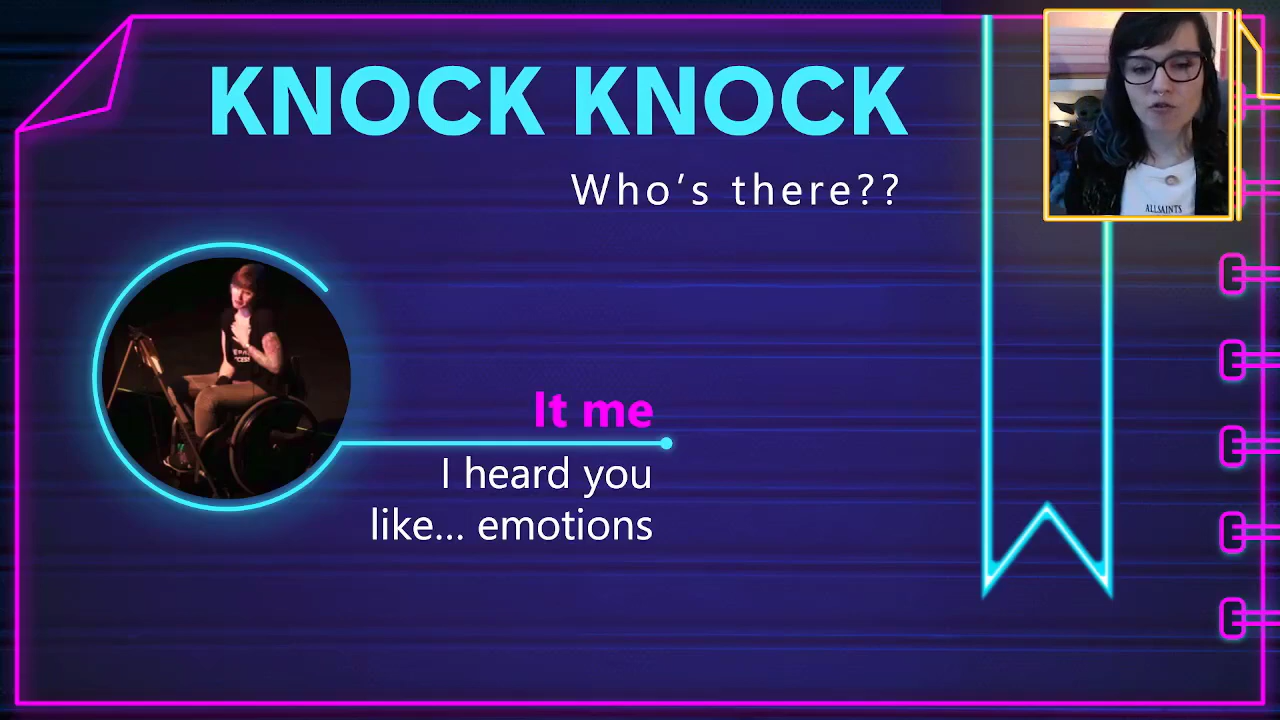 KNOCK KNOCK
Who's there??
ALLSAINTS
It me
I heard you
like... emotions